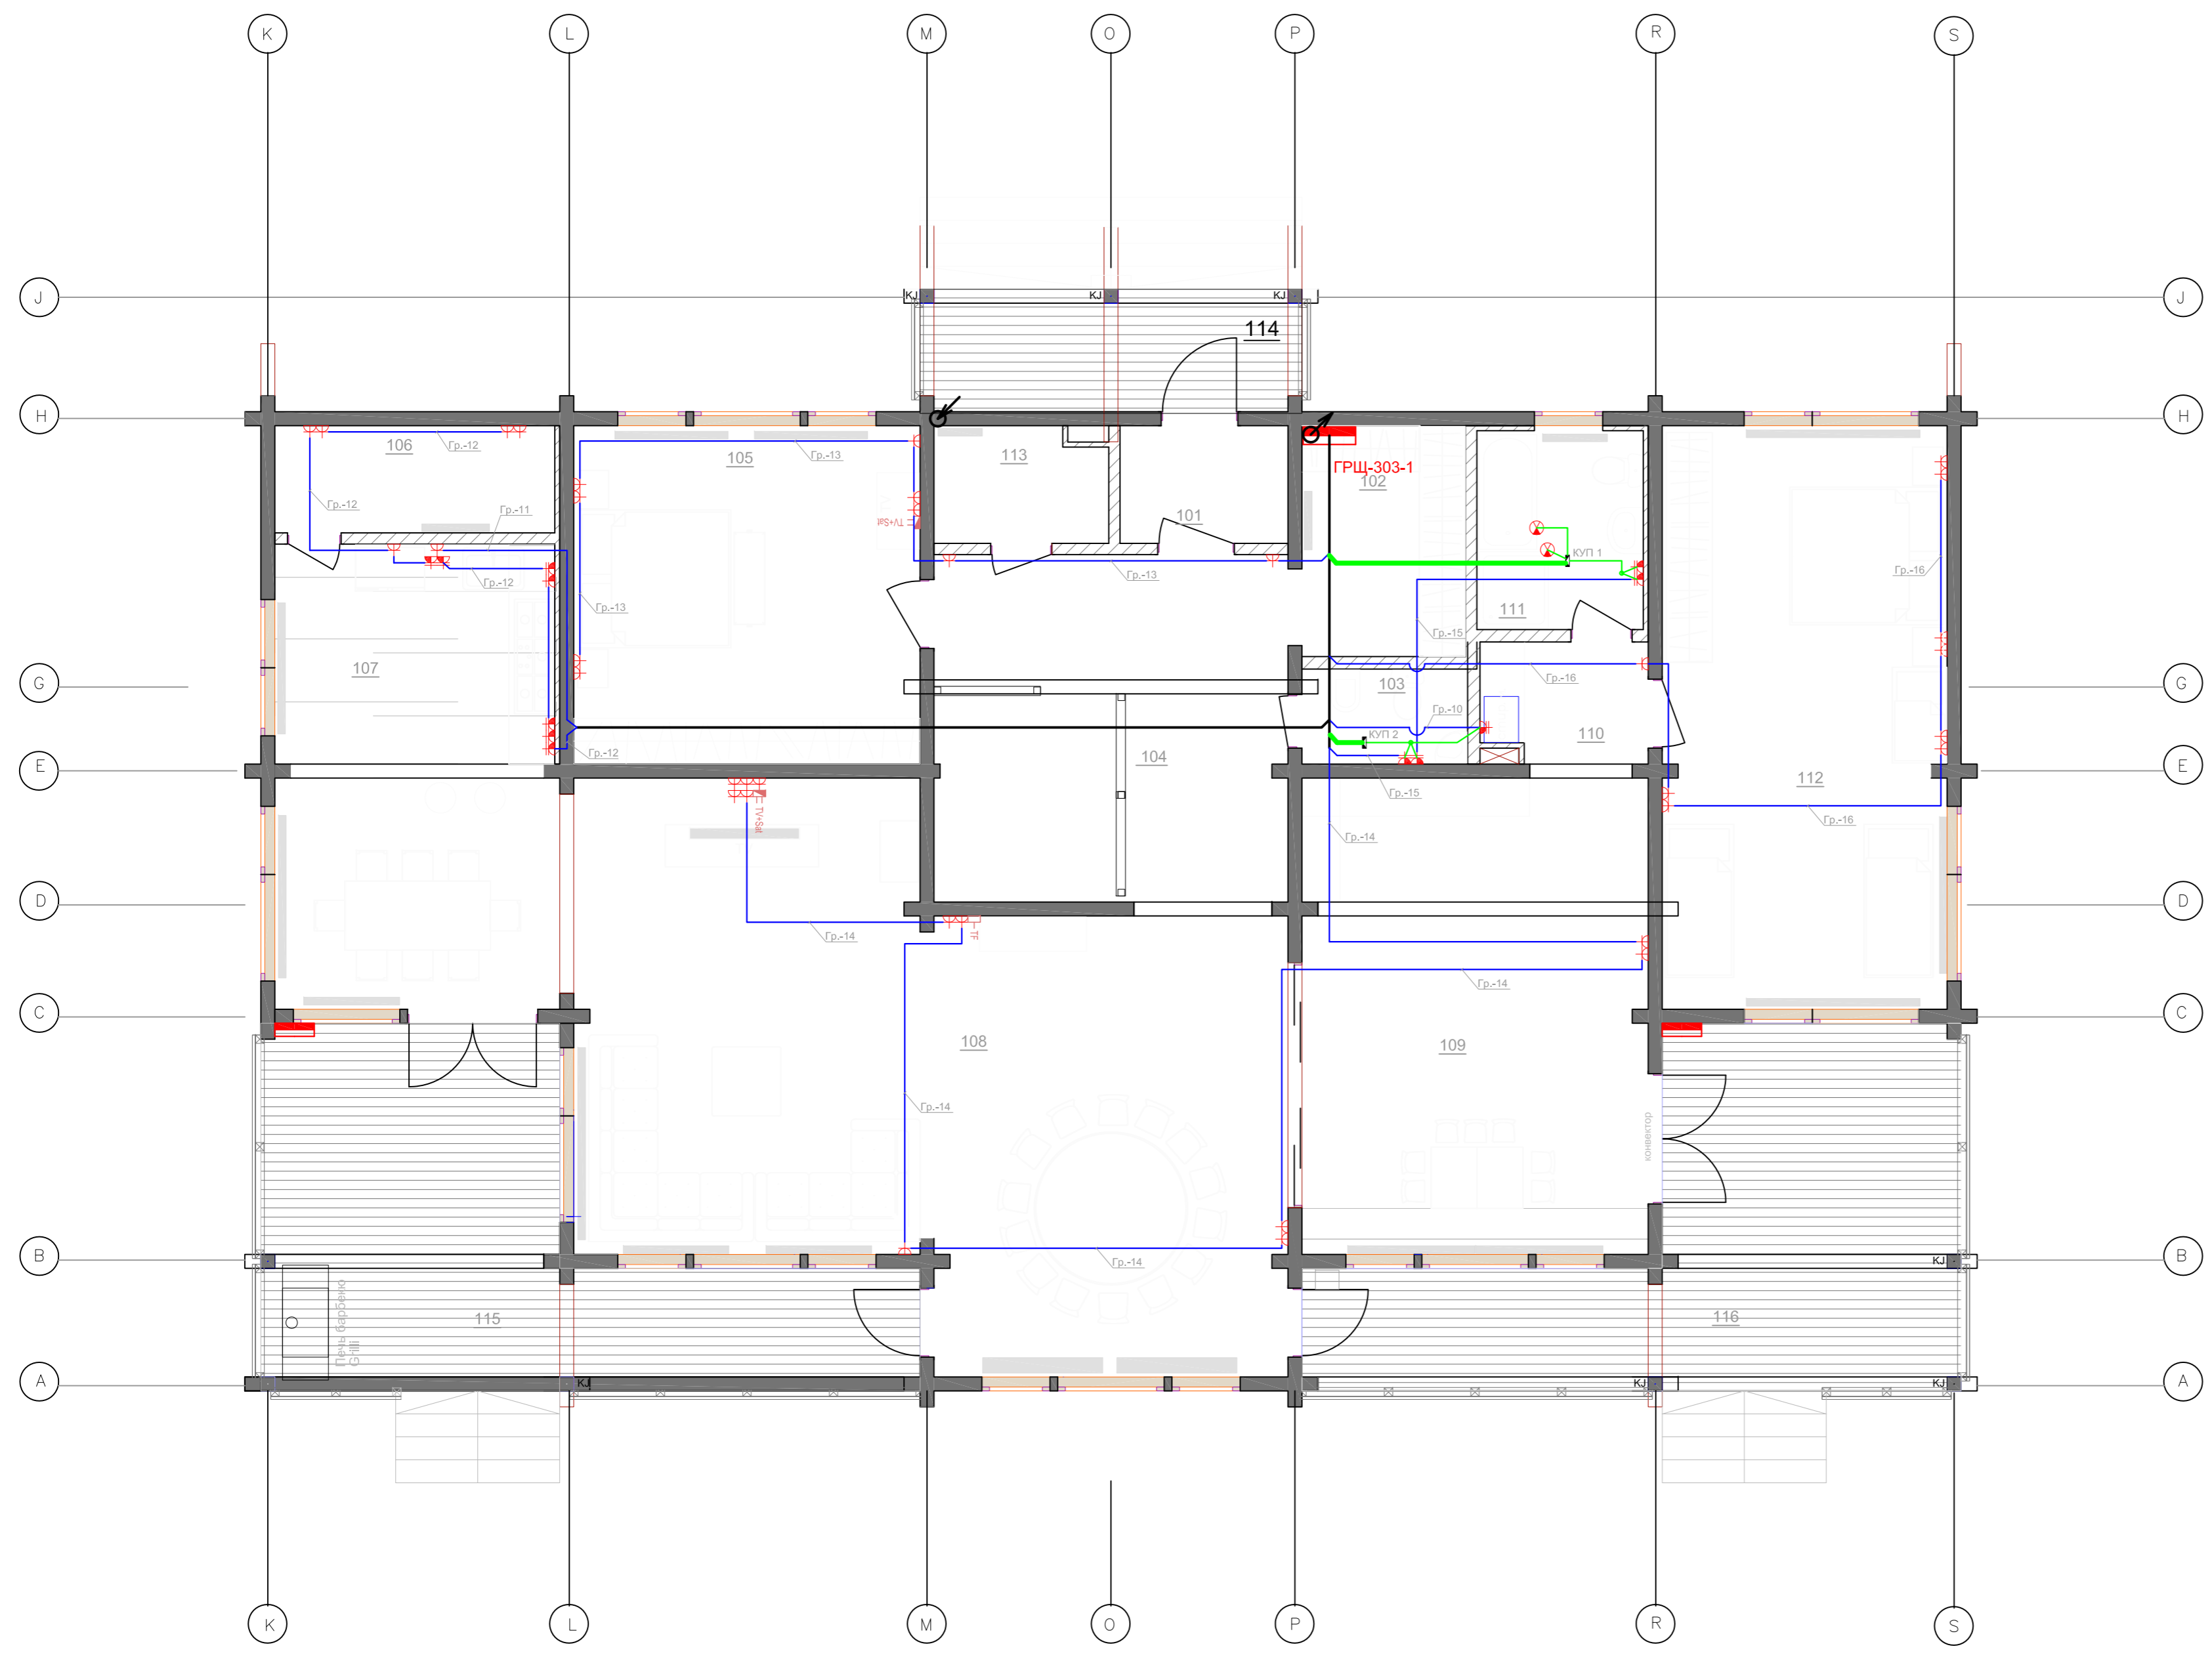 K L M O P R S
J KJ KJ KJ J
114
H H
ГРЩ-303-1
106 Гр.-12 105 Гр.-13 113 102
Гр.-12 Гр.-11 TV+Sat 101 Гр.-16
КУП 1
Гр.-12 Гр.-13 Гр.-13 111
Гр.-15
107 Гр.-16
G 103 G
Гр.-10
КУП 2 110
Гр.-12 104
E 112 E
Гр.-15
TV+Sat Гр.-16
Гр.-14
D D
Гр.-14 TF
Гр.-14
C C
108 109
Гр.-14
конвектор
B Гр.-14 KJ B
Печь барбекю
Grilli
115 116
A KJ KJ KJ A
K L M O P R S